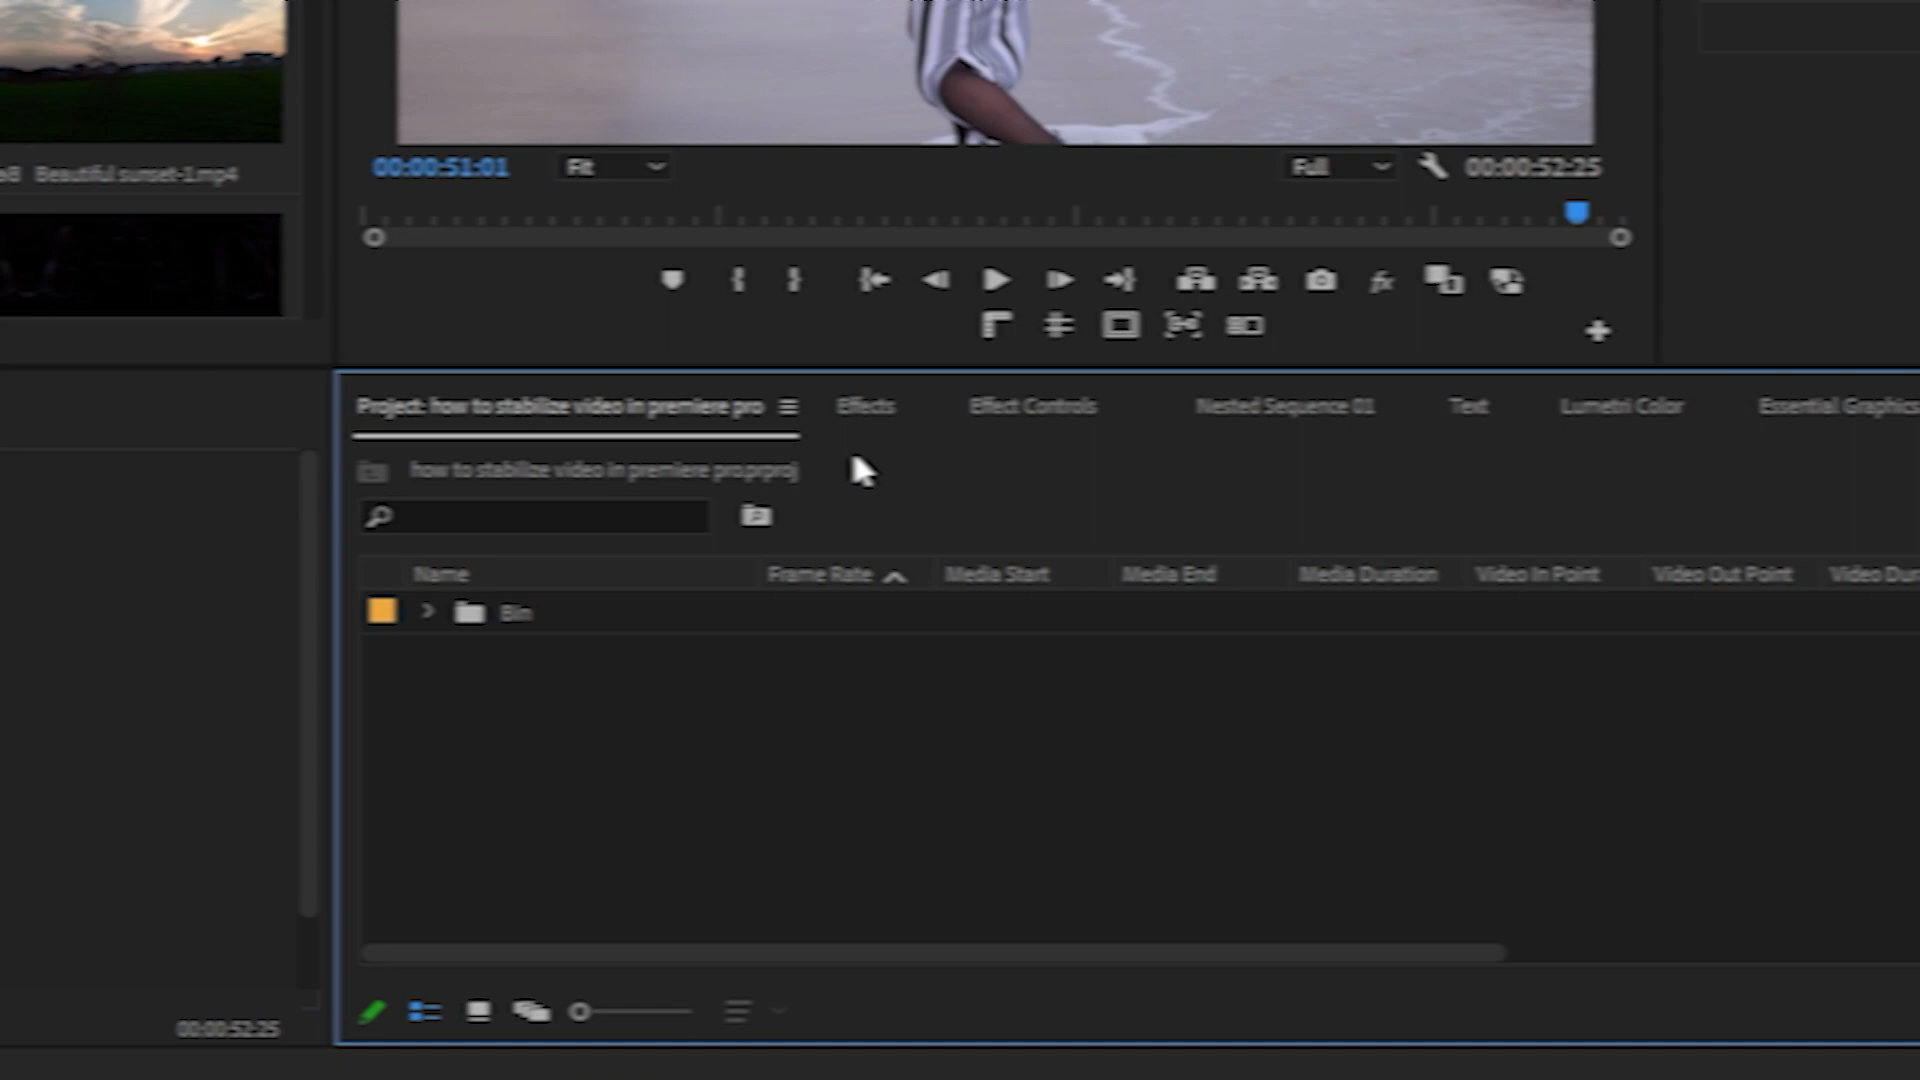 Beautiful sunset-1.mp4
00:00:51:01 Fit Full 00:00:52:25
fx
Project: how to stabilize video in premiere pro Effects Effect Controls Nested Sequence 01 Text Lumetri Color Essential Graphics
how to stabilize video in premiere pro.prproj
Name Frame Rate Media Start Media End Media Duration Video In Point Video Out Point Video Dur
Bin
00:00:52:25